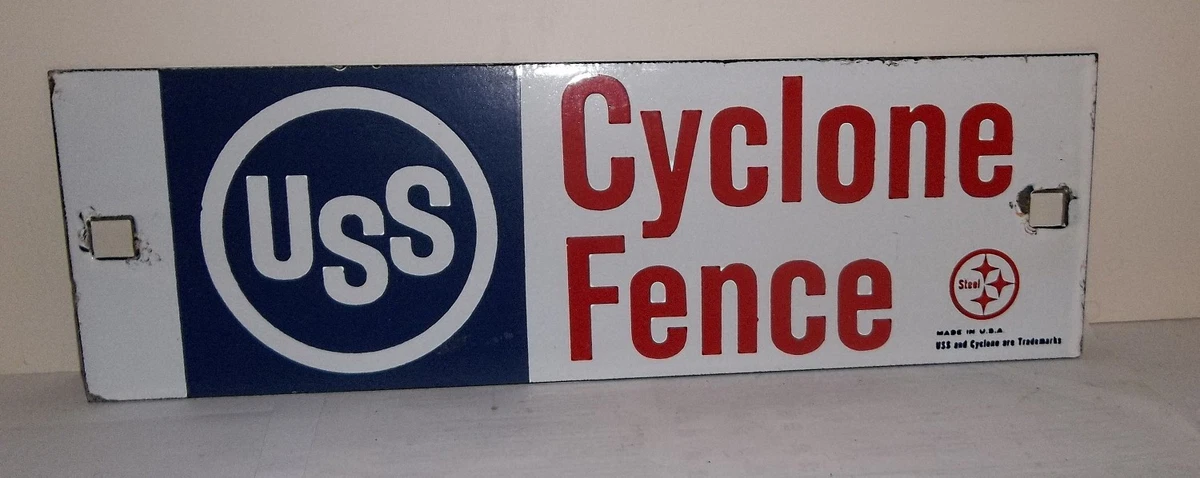 USS
Cyclone
Fence
Steel
MADE IN U.S.A.
USS and Cyclone are Trademarks